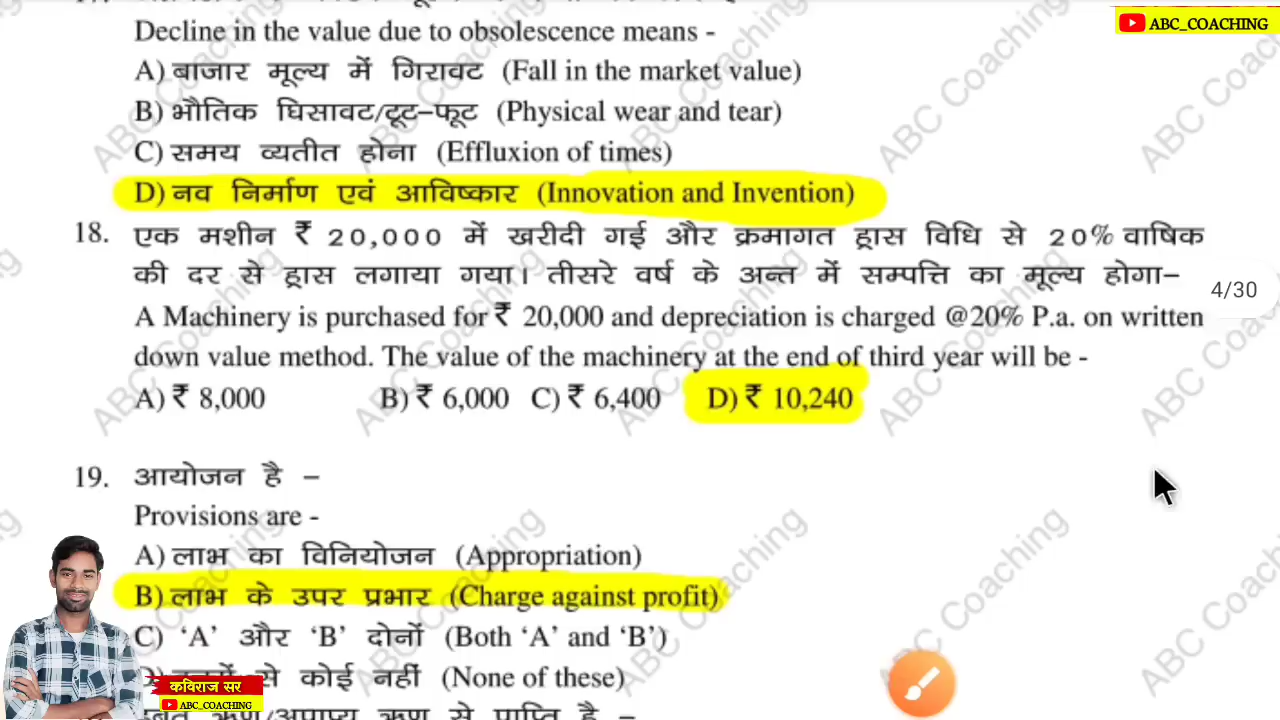 ABC_COACHING
Decline in the value due to obsolescence means -
A) बाजार मूल्य में गिरावट (Fall in the market value)
B) भौतिक घिसावट/टूट–फूट (Physical wear and tear)
C) समय व्यतीत होना (Effluxion of times)
D) नव निर्माण एवं आविष्कार (Innovation and Invention)
18. एक मशीन ₹ 20,000 में खरीदी गई और क्रमागत ह्रास विधि से 20% वार्षिक
की दर से ह्रास लगाया गया। तीसरे वर्ष के अन्त में सम्पत्ति का मूल्य होगा–
4/30
A Machinery is purchased for ₹ 20,000 and depreciation is charged @20% P.a. on written
down value method. The value of the machinery at the end of third year will be -
A) ₹ 8,000 B) ₹ 6,000 C) ₹ 6,400 D) ₹ 10,240
19. आयोजन है –
Provisions are -
A) लाभ का विनियोजन (Appropriation)
B) लाभ के उपर प्रभार (Charge against profit)
C) ‘A’ और ‘B’ दोनों (Both ‘A’ and ‘B’)
से कोई नहीं (None of these)
कविराज सर
ABC_COACHING
ABC Coaching